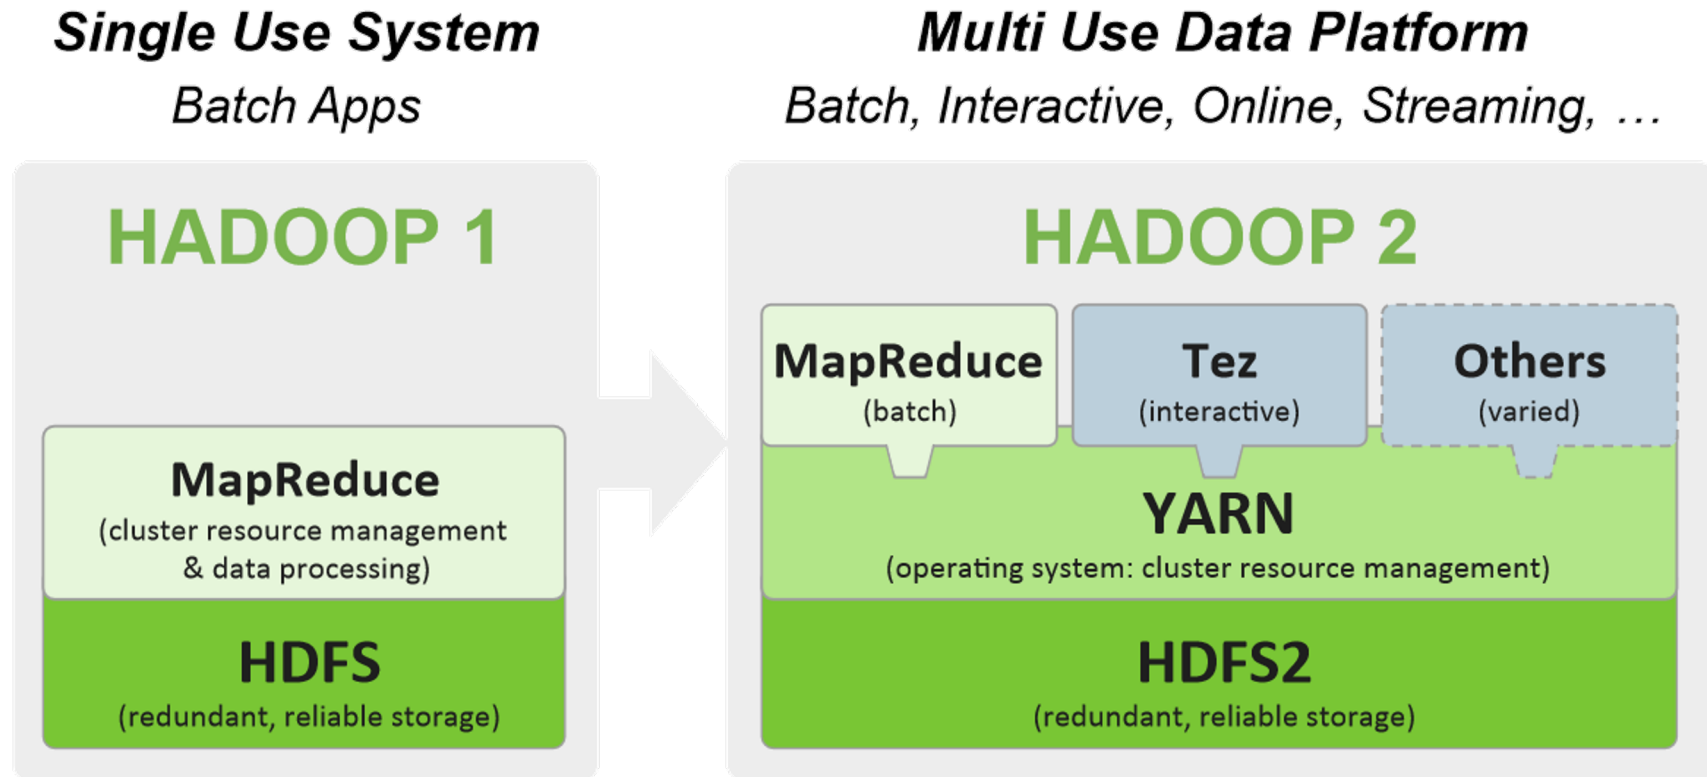 Single Use System
Batch Apps
HADOOP 1
MapReduce
(cluster resource management
& data processing)
HDFS
(redundant, reliable storage)
Multi Use Data Platform
Batch, Interactive, Online, Streaming, …
HADOOP 2
MapReduce
(batch)
Tez
(interactive)
Others
(varied)
YARN
(operating system: cluster resource management)
HDFS2
(redundant, reliable storage)